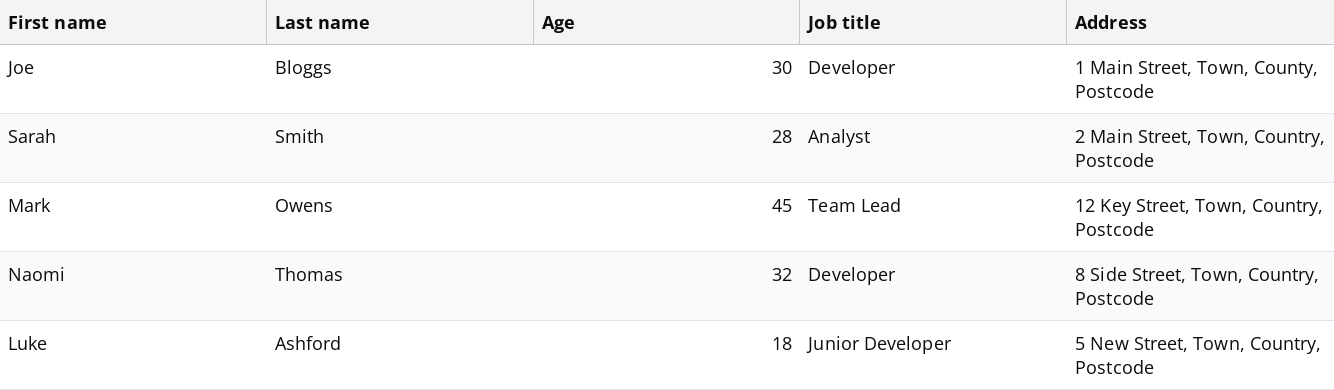 First name Last name Age Job title Address
Joe Bloggs 30 Developer 1 Main Street, Town, County,
Postcode
Sarah Smith 28 Analyst 2 Main Street, Town, Country,
Postcode
Mark Owens 45 Team Lead 12 Key Street, Town, Country,
Postcode
Naomi Thomas 32 Developer 8 Side Street, Town, Country,
Postcode
Luke Ashford 18 Junior Developer 5 New Street, Town, Country,
Postcode